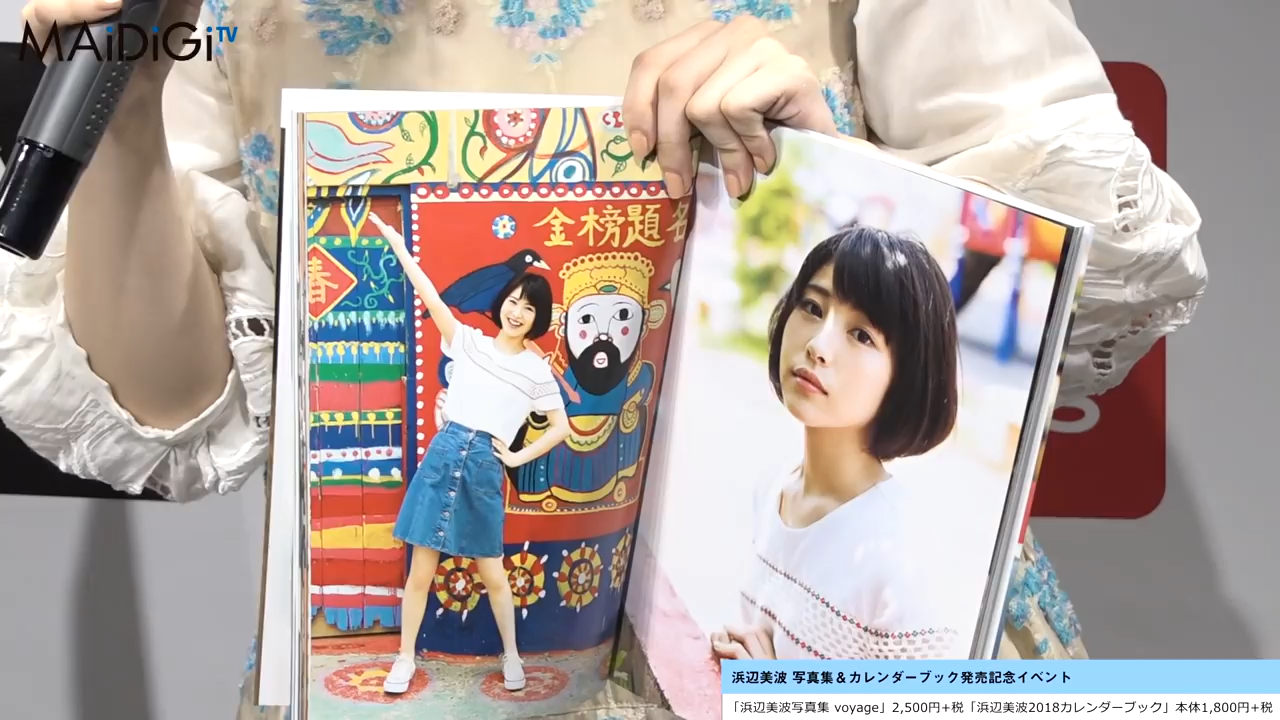 MAiDiGiTV
金榜題名
春
浜辺美波 写真集＆カレンダーブック発売記念イベント
「浜辺美波写真集 voyage」2,500円+税「浜辺美波2018カレンダーブック」本体1,800円+税